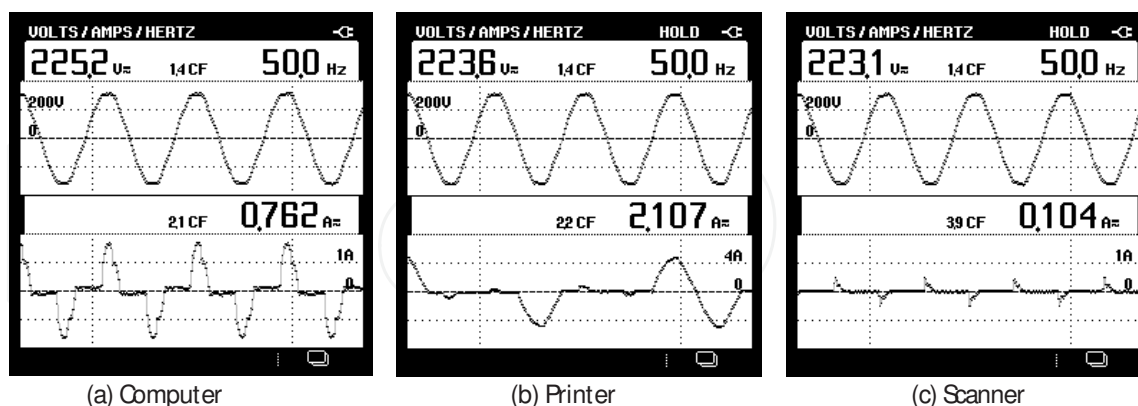 VOLTS / AMPS / HERTZ
225.2 V≂ 1,4 CF 50.0 Hz
200V
0
2,1 CF 0.762 A≂
1A
0
(a) Computer
VOLTS / AMPS / HERTZ HOLD
223.6 V≂ 1,4 CF 50.0 Hz
200V
0
2,2 CF 2.107 A≂
4A
0
(b) Printer
VOLTS / AMPS / HERTZ HOLD
223.1 V≂ 1,4 CF 50.0 Hz
200V
0
3,9 CF 0.104 A≂
1A
0
(c) Scanner